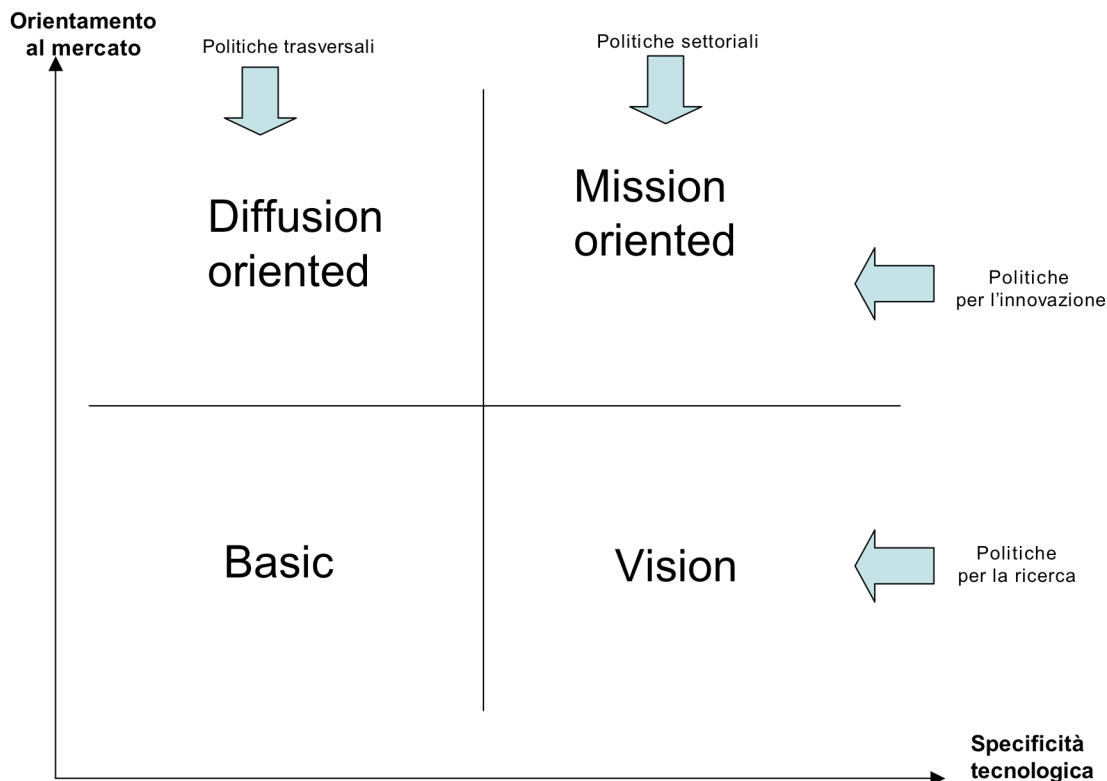 Orientamento
al mercato
Politiche trasversali
Politiche settoriali
Diffusion
oriented
Mission
oriented
Politiche
per l'innovazione
Basic
Vision
Politiche
per la ricerca
Specificità
tecnologica